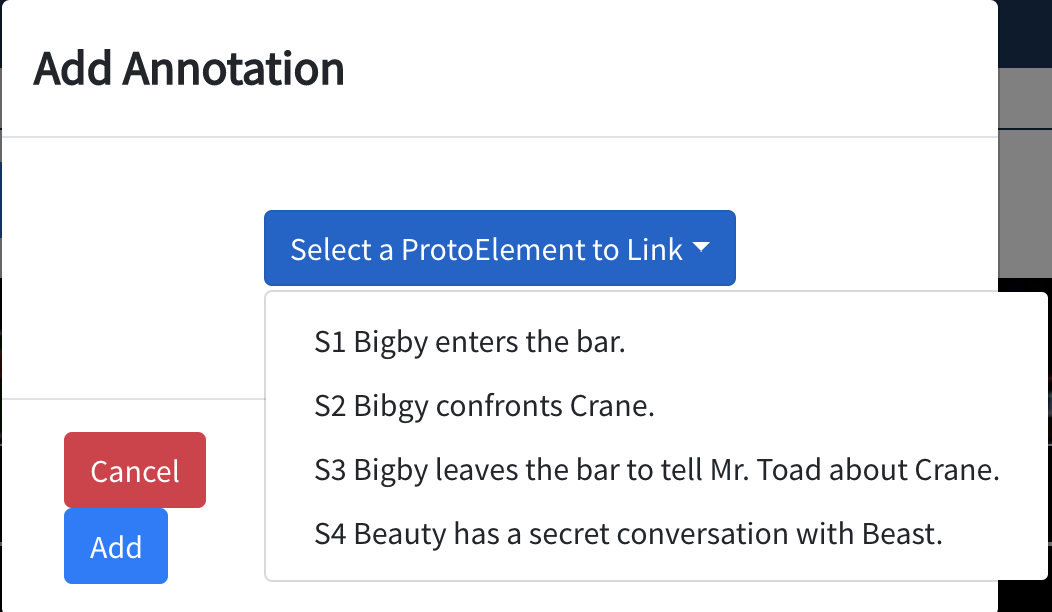 Add Annotation
Select a ProtoElement to Link
S1 Bigby enters the bar.
S2 Bibgy confronts Crane.
S3 Bigby leaves the bar to tell Mr. Toad about Crane.
S4 Beauty has a secret conversation with Beast.
Cancel
Add